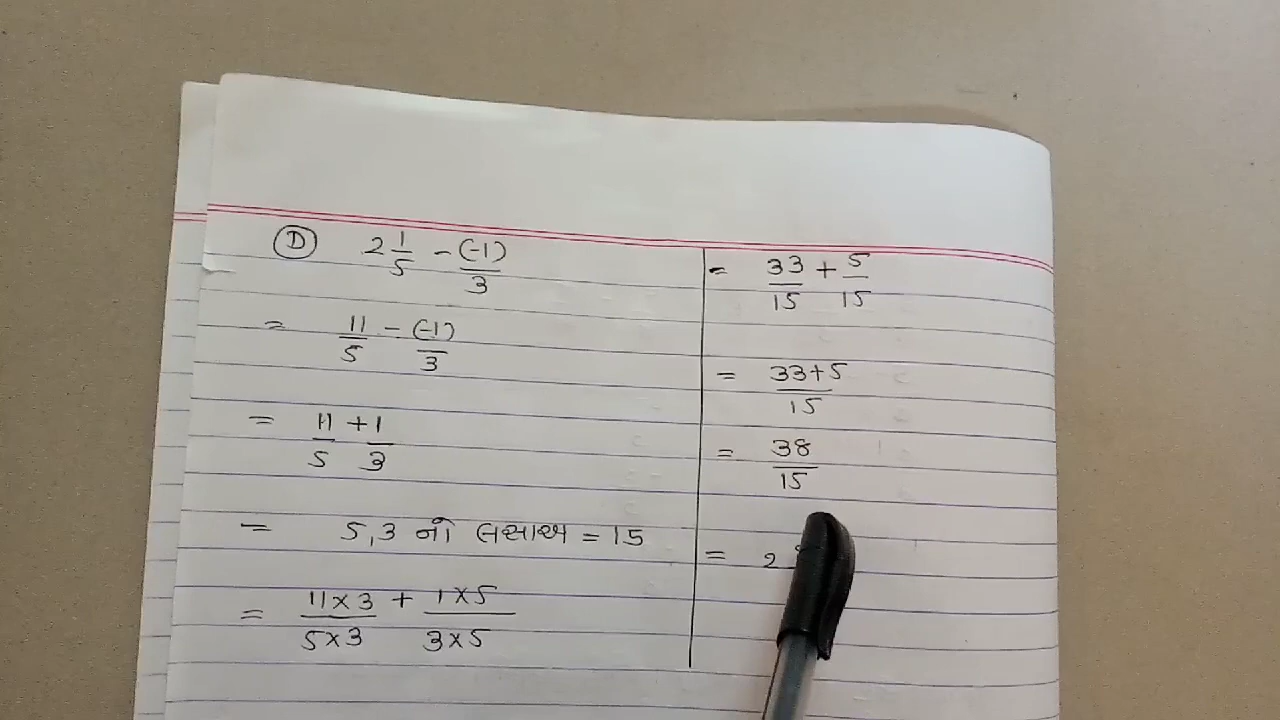 D 2 1/5 - (-1)/3
= 11/5 - (-1)/3
= 11/5 + 1/3
= 5,3 નો લસાઅ = 15
= 11×3/5×3 + 1×5/3×5
= 33/15 + 5/15
= 33+5/15
= 38/15
= 2